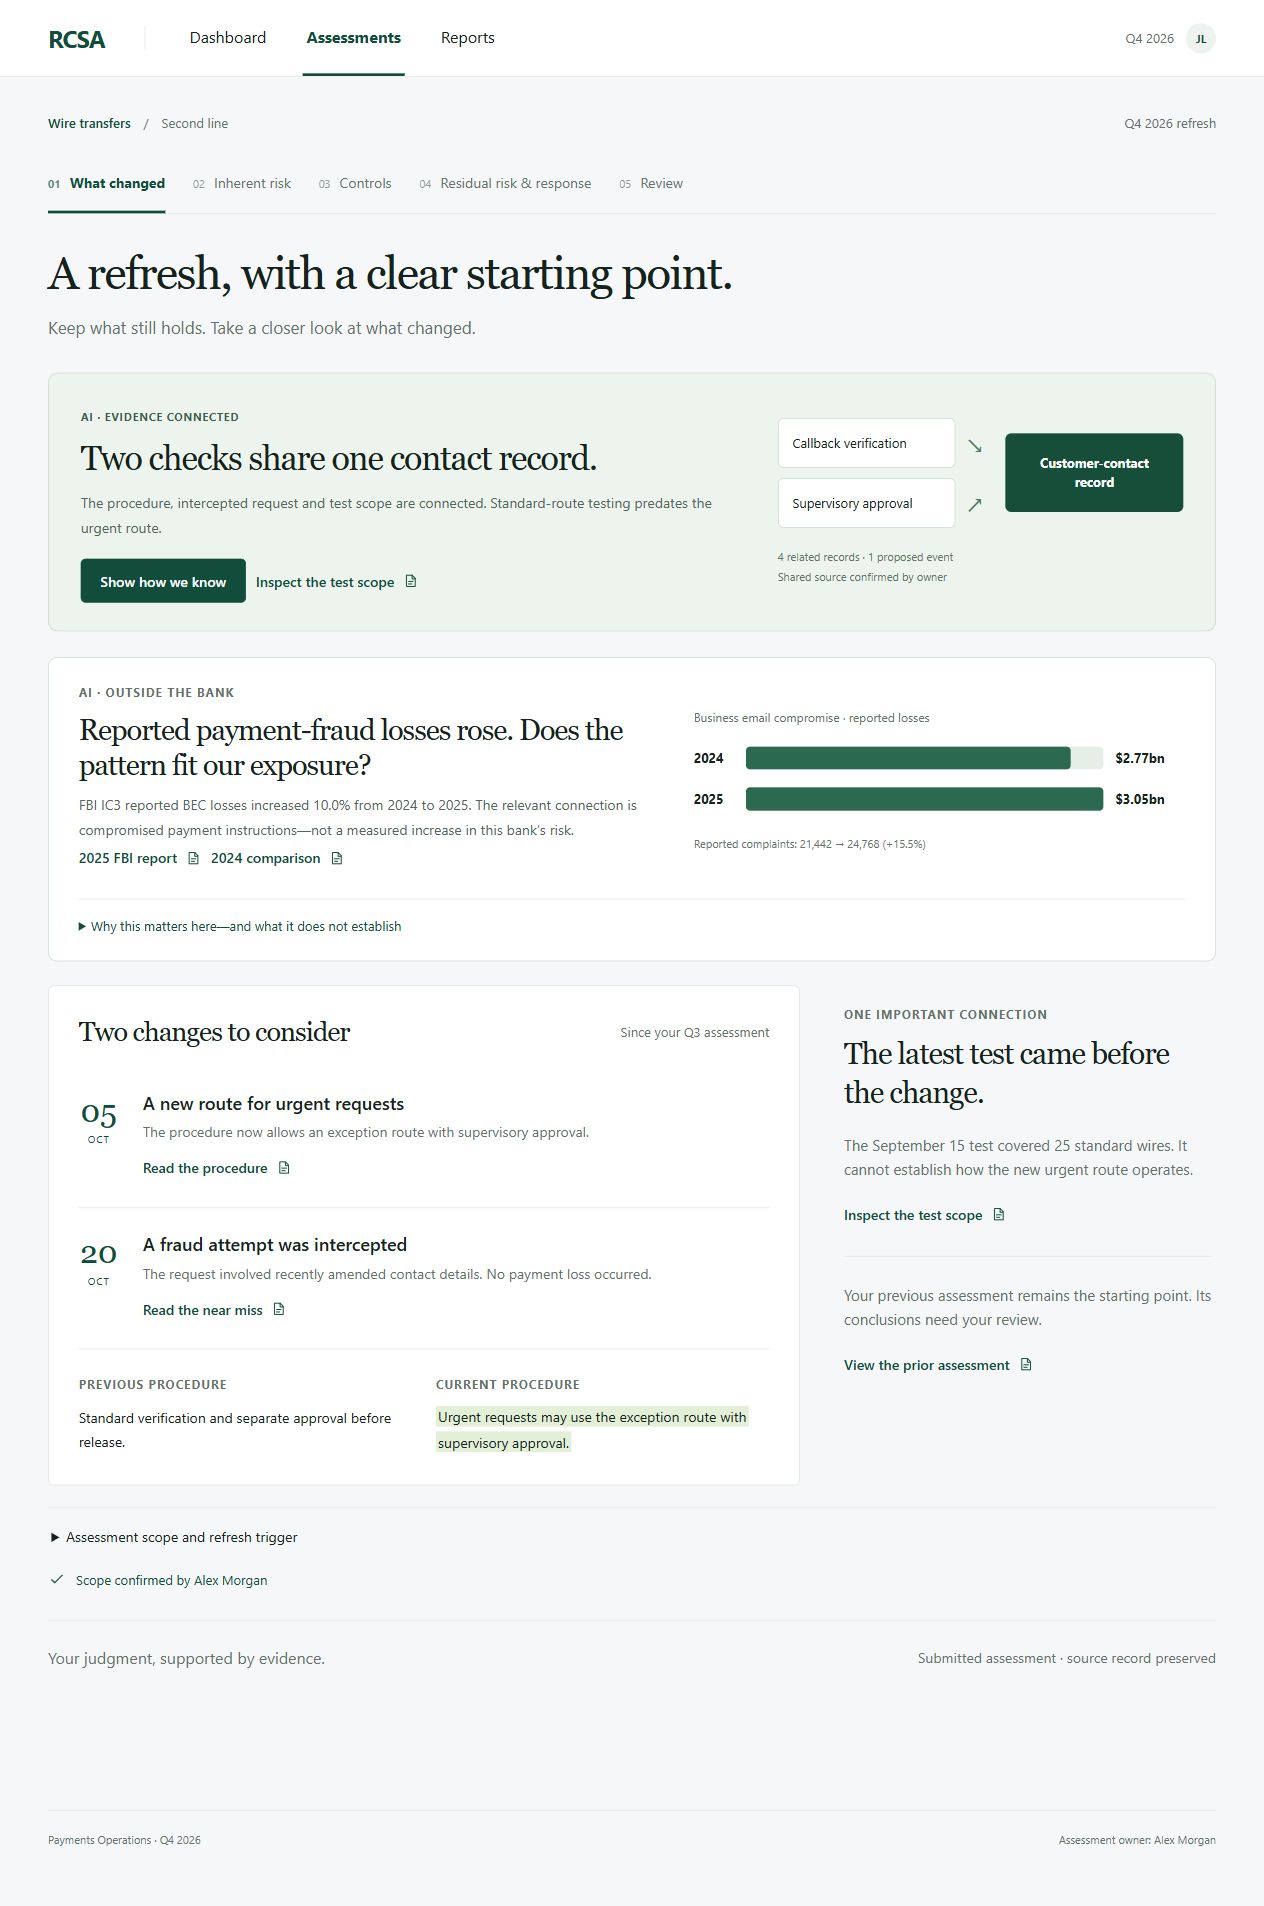 RCSA
Dashboard
Assessments
Reports
Q4 2026
JL
Wire transfers / Second line
Q4 2026 refresh
01 What changed
02 Inherent risk
03 Controls
04 Residual risk & response
05 Review
A refresh, with a clear starting point.
Keep what still holds. Take a closer look at what changed.
AI · EVIDENCE CONNECTED
Two checks share one contact record.
The procedure, intercepted request and test scope are connected. Standard-route testing predates the
urgent route.
Show how we know
Inspect the test scope
Callback verification
↘
Supervisory approval
↗
Customer-contact
record
4 related records · 1 proposed event
Shared source confirmed by owner
AI · OUTSIDE THE BANK
Reported payment-fraud losses rose. Does the
pattern fit our exposure?
FBI IC3 reported BEC losses increased 10.0% from 2024 to 2025. The relevant connection is
compromised payment instructions—not a measured increase in this bank's risk.
2025 FBI report
2024 comparison
Business email compromise · reported losses
2024 $2.77bn
2025 $3.05bn
Reported complaints: 21,442 → 24,768 (+15.5%)
▶ Why this matters here—and what it does not establish
Two changes to consider
Since your Q3 assessment
05
OCT
A new route for urgent requests
The procedure now allows an exception route with supervisory approval.
Read the procedure
20
OCT
A fraud attempt was intercepted
The request involved recently amended contact details. No payment loss occurred.
Read the near miss
PREVIOUS PROCEDURE
Standard verification and separate approval before
release.
CURRENT PROCEDURE
Urgent requests may use the exception route with
supervisory approval.
ONE IMPORTANT CONNECTION
The latest test came before
the change.
The September 15 test covered 25 standard wires. It
cannot establish how the new urgent route operates.
Inspect the test scope
Your previous assessment remains the starting point. Its
conclusions need your review.
View the prior assessment
▶ Assessment scope and refresh trigger
✓ Scope confirmed by Alex Morgan
Your judgment, supported by evidence.
Submitted assessment · source record preserved
Payments Operations · Q4 2026
Assessment owner: Alex Morgan